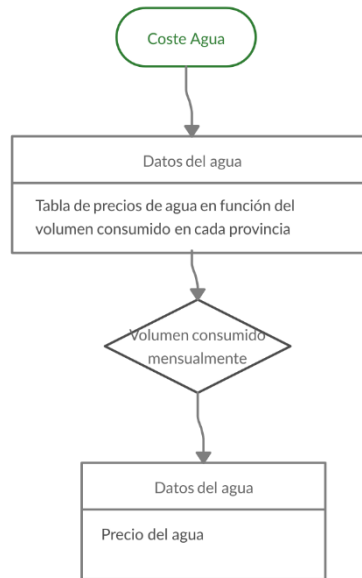 Coste Agua
Datos del agua
Tabla de precios de agua en función del
volumen consumido en cada provincia
Volumen consumido
mensualmente
Datos del agua
Precio del agua